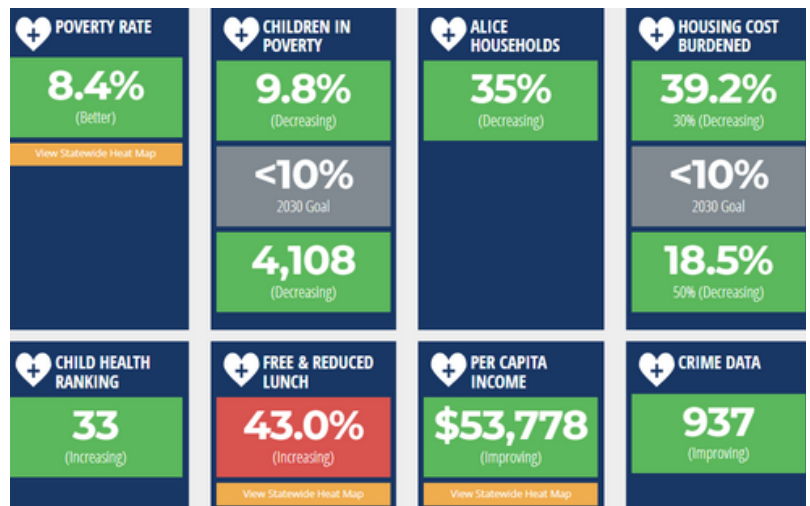 POVERTY RATE
8.4%
(Better)
View Statewide Heat Map
CHILDREN IN
POVERTY
9.8%
(Decreasing)
<10%
2030 Goal
4,108
(Decreasing)
ALICE
HOUSEHOLDS
35%
(Decreasing)
HOUSING COST
BURDENED
39.2%
30% (Decreasing)
<10%
2030 Goal
18.5%
50% (Decreasing)
CHILD HEALTH
RANKING
33
(Increasing)
FREE & REDUCED
LUNCH
43.0%
(Increasing)
View Statewide Heat Map
PER CAPITA
INCOME
$53,778
(Improving)
View Statewide Heat Map
CRIME DATA
937
(Improving)